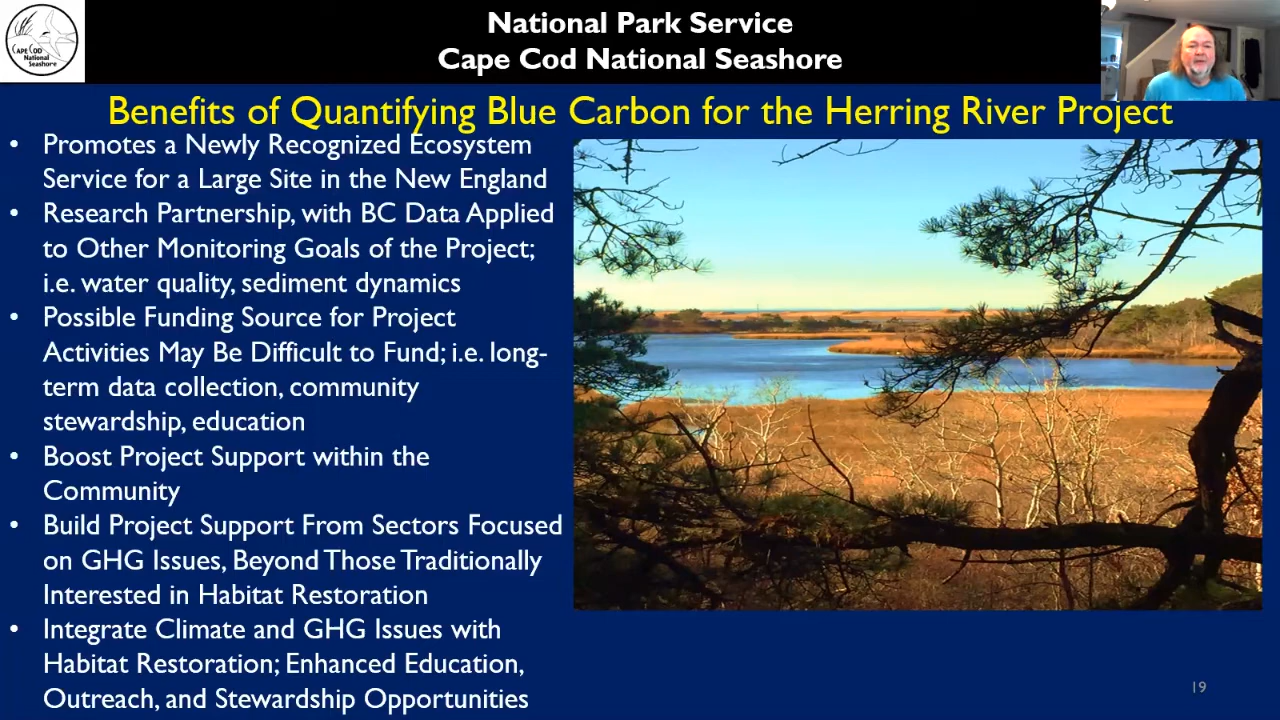 Cape Cod
National
Seashore
National Park Service
Cape Cod National Seashore
Benefits of Quantifying Blue Carbon for the Herring River Project
• Promotes a Newly Recognized Ecosystem
Service for a Large Site in the New England
• Research Partnership, with BC Data Applied
to Other Monitoring Goals of the Project;
i.e. water quality, sediment dynamics
• Possible Funding Source for Project
Activities May Be Difficult to Fund; i.e. long-
term data collection, community
stewardship, education
• Boost Project Support within the
Community
• Build Project Support From Sectors Focused
on GHG Issues, Beyond Those Traditionally
Interested in Habitat Restoration
• Integrate Climate and GHG Issues with
Habitat Restoration; Enhanced Education,
Outreach, and Stewardship Opportunities
19